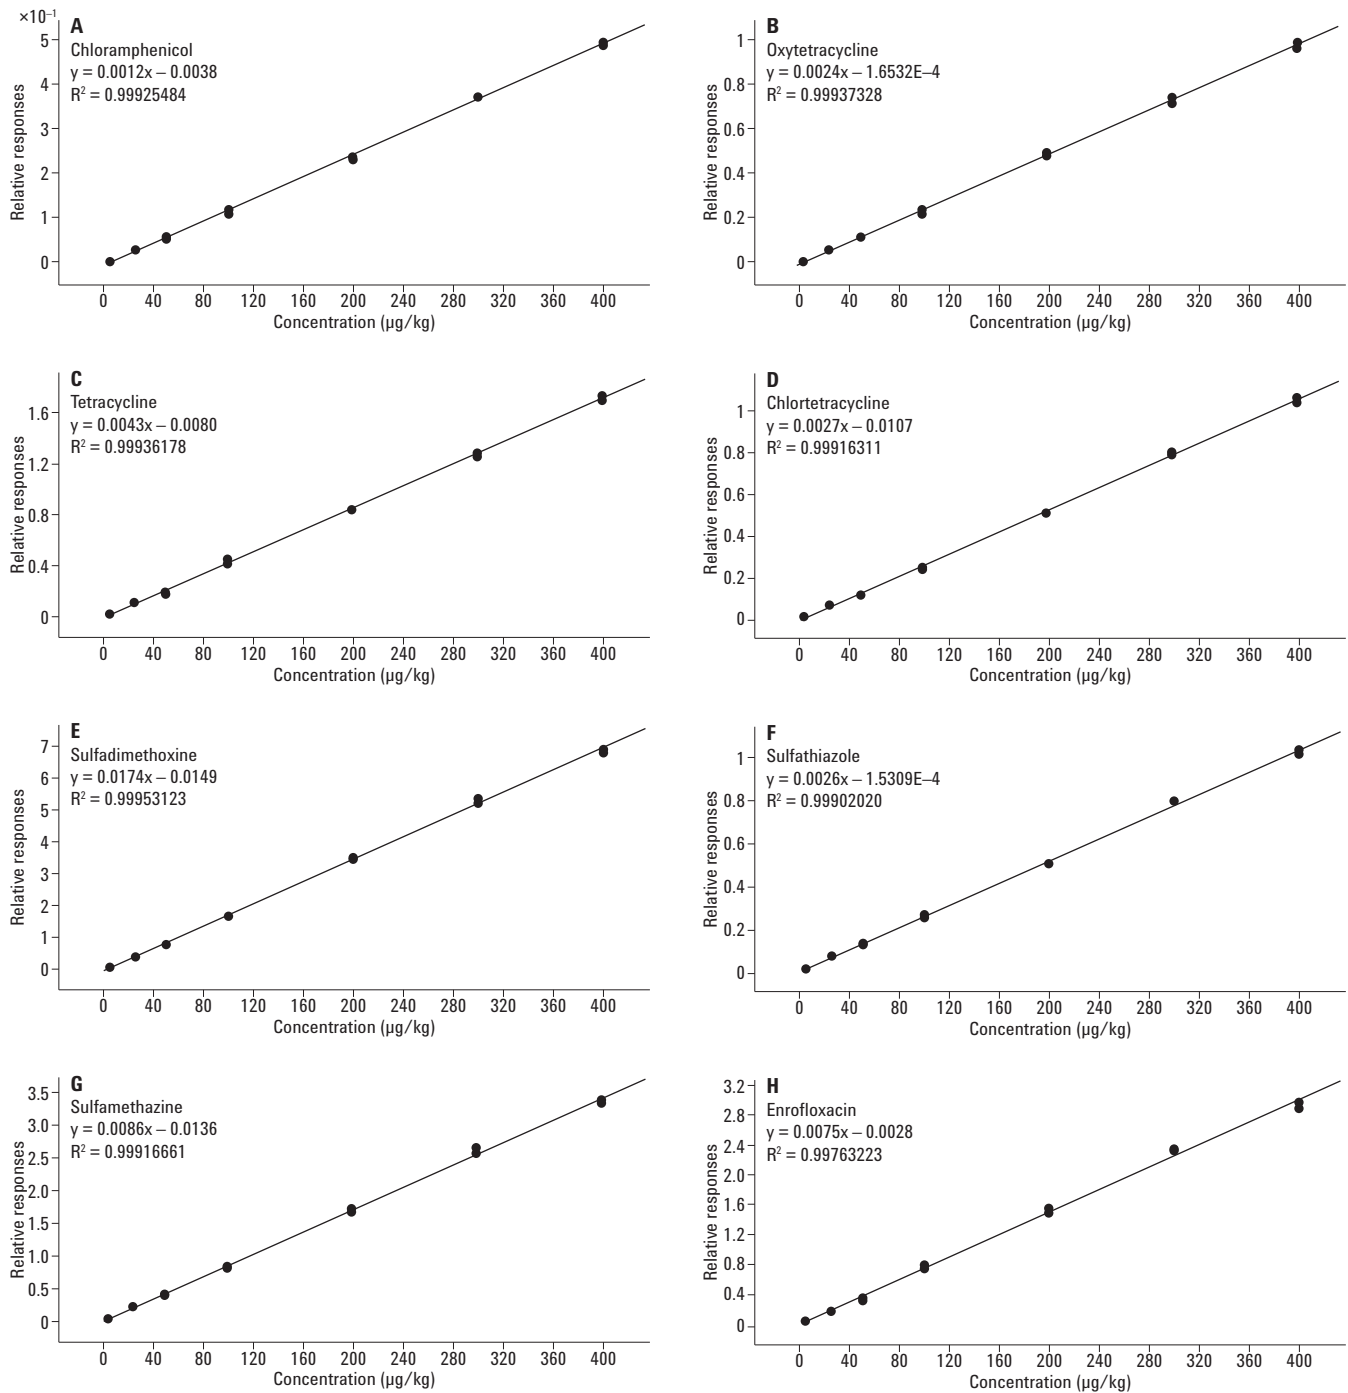 ×10⁻¹
A
Chloramphenicol
y = 0.0012x – 0.0038
R² = 0.99925484
Relative responses
5
4
3
2
1
0
0 40 80 120 160 200 240 280 320 360 400
Concentration (µg/kg)
B
Oxytetracycline
y = 0.0024x – 1.6532E–4
R² = 0.99937328
Relative responses
1
0.8
0.6
0.4
0.2
0
0 40 80 120 160 200 240 280 320 360 400
Concentration (µg/kg)
C
Tetracycline
y = 0.0043x – 0.0080
R² = 0.99936178
Relative responses
1.6
1.2
0.8
0.4
0
0 40 80 120 160 200 240 280 320 360 400
Concentration (µg/kg)
D
Chlortetracycline
y = 0.0027x – 0.0107
R² = 0.99916311
Relative responses
1
0.8
0.6
0.4
0.2
0
0 40 80 120 160 200 240 280 320 360 400
Concentration (µg/kg)
E
Sulfadimethoxine
y = 0.0174x – 0.0149
R² = 0.99953123
Relative responses
7
6
5
4
3
2
1
0
0 40 80 120 160 200 240 280 320 360 400
Concentration (µg/kg)
F
Sulfathiazole
y = 0.0026x – 1.5309E–4
R² = 0.99902020
Relative responses
1
0.8
0.6
0.4
0.2
0
0 40 80 120 160 200 240 280 320 360 400
Concentration (µg/kg)
G
Sulfamethazine
y = 0.0086x – 0.0136
R² = 0.99916661
Relative responses
3.5
3.0
2.5
2.0
1.5
1.0
0.5
0
0 40 80 120 160 200 240 280 320 360 400
Concentration (µg/kg)
H
Enrofloxacin
y = 0.0075x – 0.0028
R² = 0.99763223
Relative responses
3.2
2.8
2.4
2.0
1.6
1.2
0.8
0.4
0
0 40 80 120 160 200 240 280 320 360 400
Concentration (µg/kg)